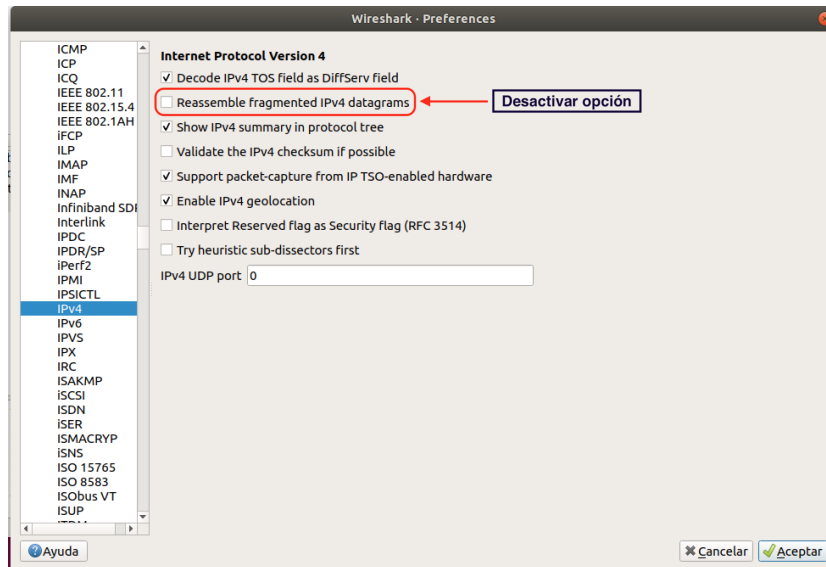 Wireshark · Preferences
ICMP
ICP
ICQ
IEEE 802.11
IEEE 802.15.4
IEEE 802.1AH
iFCP
ILP
IMAP
IMF
INAP
Infiniband SDP
Interlink
IPDC
IPDR/SP
iPerf2
IPMI
IPSICTL
IPv4
IPv6
IPVS
IPX
IRC
ISAKMP
iSCSI
ISDN
iSER
ISMACRYP
iSNS
ISO 15765
ISO 8583
ISObus VT
ISUP
Internet Protocol Version 4
Decode IPv4 TOS field as DiffServ field
Reassemble fragmented IPv4 datagrams
Desactivar opción
Show IPv4 summary in protocol tree
Validate the IPv4 checksum if possible
Support packet-capture from IP TSO-enabled hardware
Enable IPv4 geolocation
Interpret Reserved flag as Security flag (RFC 3514)
Try heuristic sub-dissectors first
IPv4 UDP port 0
Ayuda
Cancelar
Aceptar